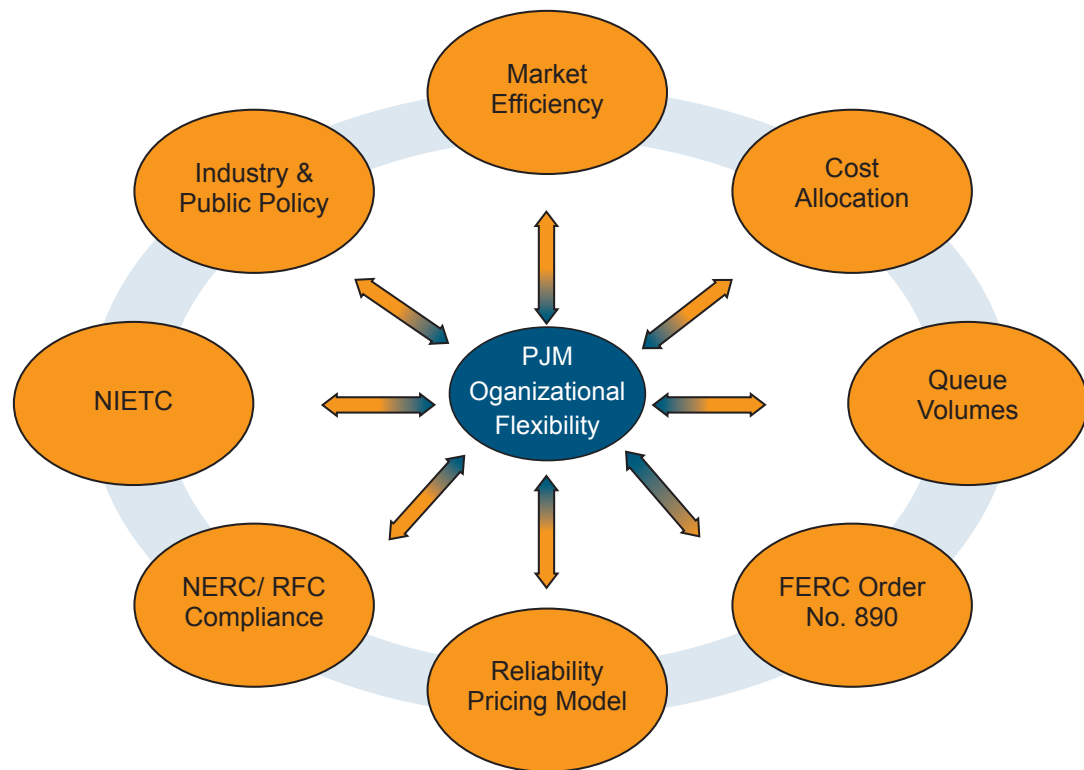 Market
Efficiency
Industry &
Public Policy
Cost
Allocation
NIETC
PJM
Oganizational
Flexibility
Queue
Volumes
NERC/ RFC
Compliance
FERC Order
No. 890
Reliability
Pricing Model